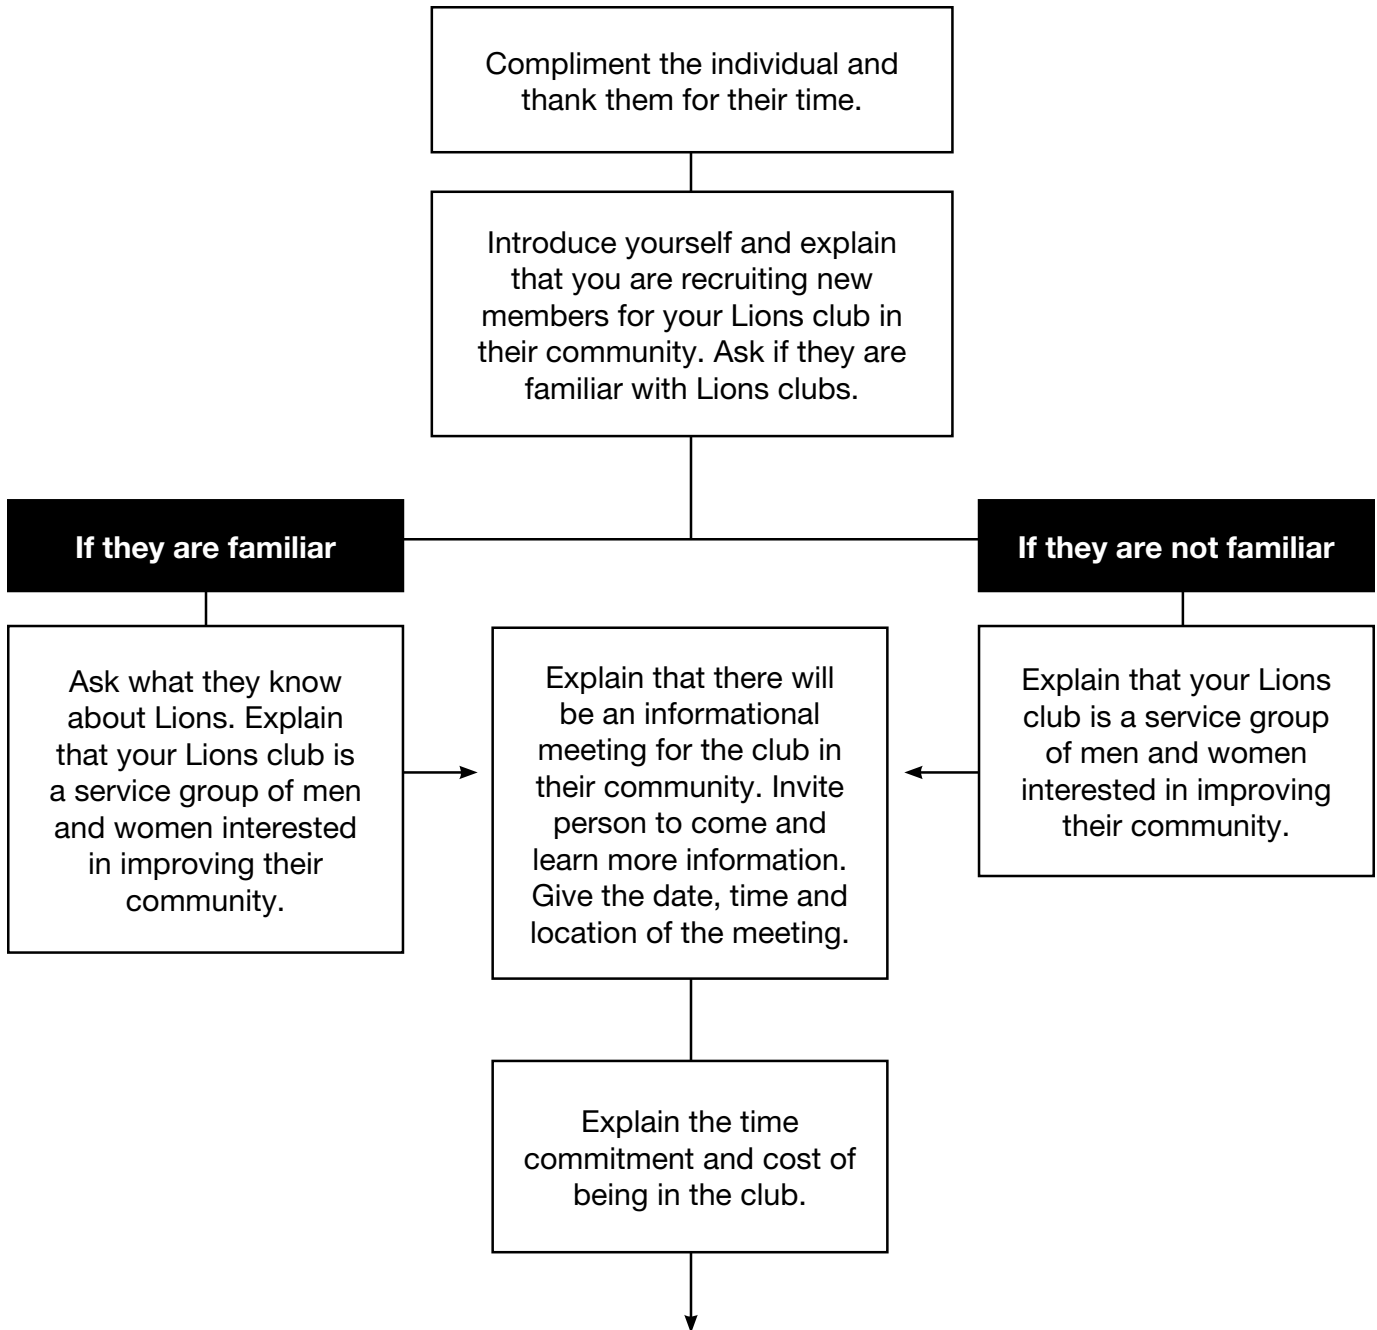 Compliment the individual and
thank them for their time.
Introduce yourself and explain
that you are recruiting new
members for your Lions club in
their community. Ask if they are
familiar with Lions clubs.
If they are familiar
If they are not familiar
Ask what they know
about Lions. Explain
that your Lions club is
a service group of men
and women interested
in improving their
community.
Explain that there will
be an informational
meeting for the club in
their community. Invite
person to come and
learn more information.
Give the date, time and
location of the meeting.
Explain that your Lions
club is a service group
of men and women
interested in improving
their community.
Explain the time
commitment and cost of
being in the club.